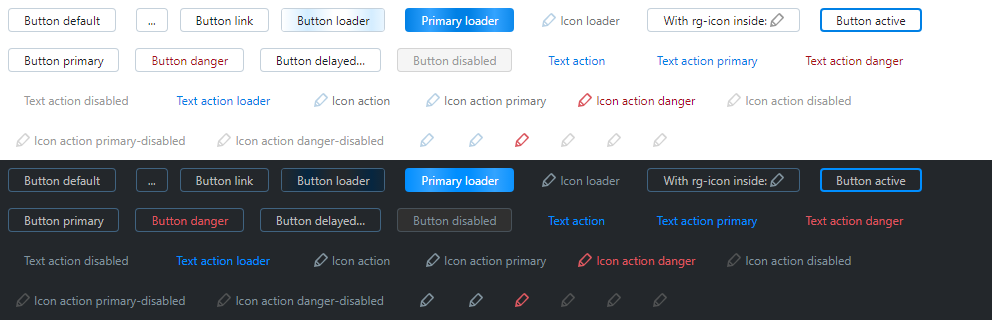 Button default ... Button link Button loader Primary loader Icon loader With rg-icon inside: Button active
Button primary Button danger Button delayed... Button disabled Text action Text action primary Text action danger
Text action disabled Text action loader Icon action Icon action primary Icon action danger Icon action disabled
Icon action primary-disabled Icon action danger-disabled
Button default ... Button link Button loader Primary loader Icon loader With rg-icon inside: Button active
Button primary Button danger Button delayed... Button disabled Text action Text action primary Text action danger
Text action disabled Text action loader Icon action Icon action primary Icon action danger Icon action disabled
Icon action primary-disabled Icon action danger-disabled